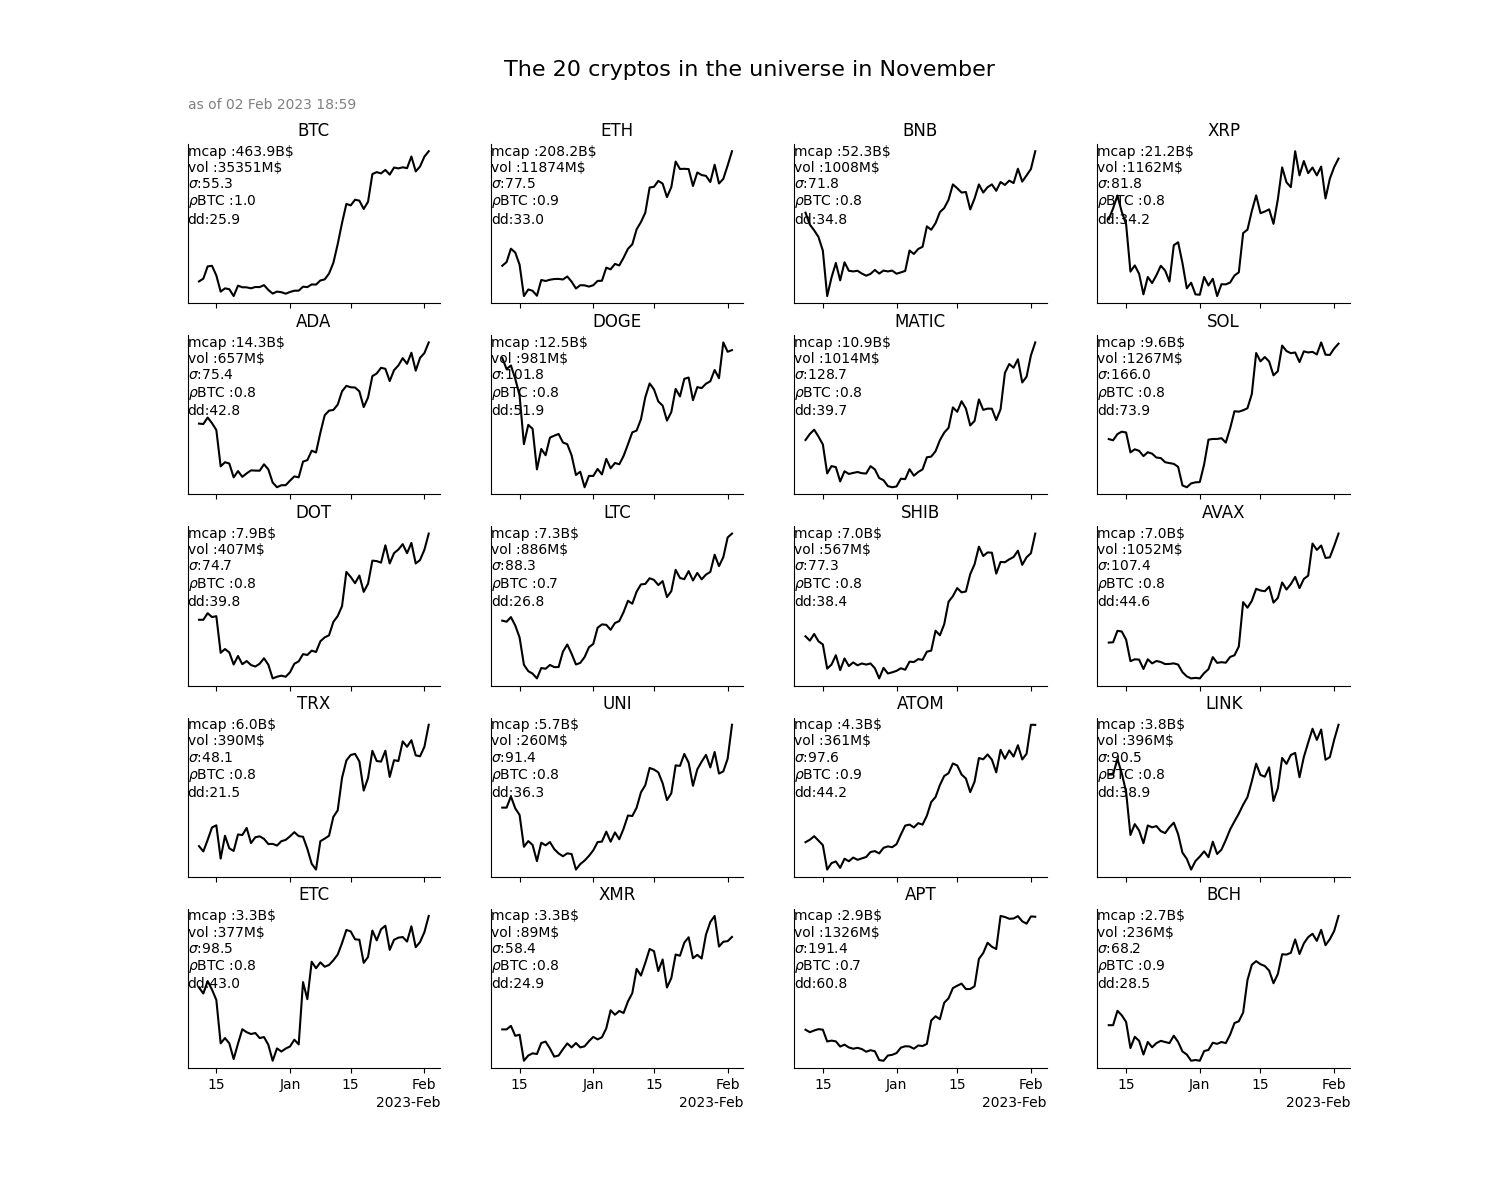 The 20 cryptos in the universe in November
as of 02 Feb 2023 18:59
BTC
mcap :463.9B$
vol :35351M$
σ:55.3
ρBTC :1.0
dd:25.9
ETH
mcap :208.2B$
vol :11874M$
σ:77.5
ρBTC :0.9
dd:33.0
BNB
mcap :52.3B$
vol :1008M$
σ:71.8
ρBTC :0.8
dd:34.8
XRP
mcap :21.2B$
vol :1162M$
σ:81.8
ρBTC :0.8
dd:34.2
ADA
mcap :14.3B$
vol :657M$
σ:75.4
ρBTC :0.8
dd:42.8
DOGE
mcap :12.5B$
vol :981M$
σ:101.8
ρBTC :0.8
dd:51.9
MATIC
mcap :10.9B$
vol :1014M$
σ:128.7
ρBTC :0.8
dd:39.7
SOL
mcap :9.6B$
vol :1267M$
σ:166.0
ρBTC :0.8
dd:73.9
DOT
mcap :7.9B$
vol :407M$
σ:74.7
ρBTC :0.8
dd:39.8
LTC
mcap :7.3B$
vol :886M$
σ:88.3
ρBTC :0.7
dd:26.8
SHIB
mcap :7.0B$
vol :567M$
σ:77.3
ρBTC :0.8
dd:38.4
AVAX
mcap :7.0B$
vol :1052M$
σ:107.4
ρBTC :0.8
dd:44.6
TRX
mcap :6.0B$
vol :390M$
σ:48.1
ρBTC :0.8
dd:21.5
UNI
mcap :5.7B$
vol :260M$
σ:91.4
ρBTC :0.8
dd:36.3
ATOM
mcap :4.3B$
vol :361M$
σ:97.6
ρBTC :0.9
dd:44.2
LINK
mcap :3.8B$
vol :396M$
σ:90.5
ρBTC :0.8
dd:38.9
ETC
mcap :3.3B$
vol :377M$
σ:98.5
ρBTC :0.8
dd:43.0
XMR
mcap :3.3B$
vol :89M$
σ:58.4
ρBTC :0.8
dd:24.9
APT
mcap :2.9B$
vol :1326M$
σ:191.4
ρBTC :0.7
dd:60.8
BCH
mcap :2.7B$
vol :236M$
σ:68.2
ρBTC :0.9
dd:28.5
15 Jan 15 Feb
2023-Feb
15 Jan 15 Feb
2023-Feb
15 Jan 15 Feb
2023-Feb
15 Jan 15 Feb
2023-Feb